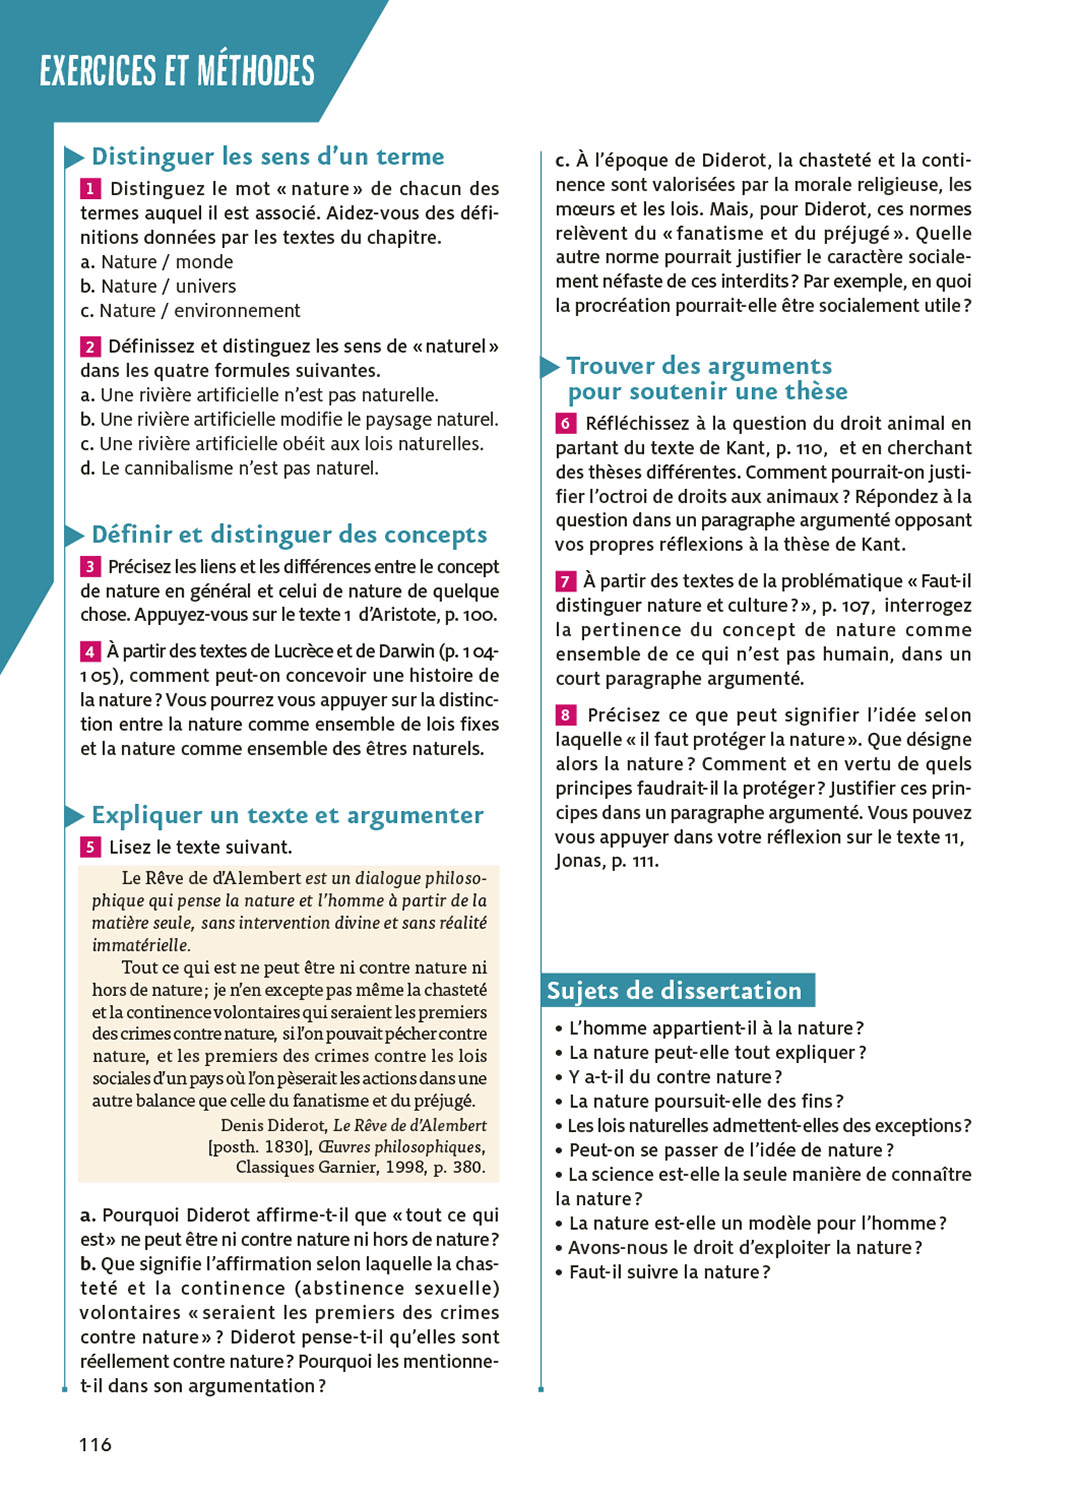 EXERCICES ET MÉTHODES
Distinguer les sens d’un terme
1 Distinguez le mot « nature » de chacun des
termes auquel il est associé. Aidez-vous des défi-
nitions données par les textes du chapitre.
a. Nature / monde
b. Nature / univers
c. Nature / environnement
2 Définissez et distinguez les sens de « naturel »
dans les quatre formules suivantes.
a. Une rivière artificielle n’est pas naturelle.
b. Une rivière artificielle modifie le paysage naturel.
c. Une rivière artificielle obéit aux lois naturelles.
d. Le cannibalisme n’est pas naturel.
Définir et distinguer des concepts
3 Précisez les liens et les différences entre le concept
de nature en général et celui de nature de quelque
chose. Appuyez-vous sur le texte 1 d’Aristote, p. 100.
4 À partir des textes de Lucrèce et de Darwin (p. 104-
105), comment peut-on concevoir une histoire de
la nature ? Vous pourrez vous appuyer sur la distinc-
tion entre la nature comme ensemble de lois fixes
et la nature comme ensemble des êtres naturels.
Expliquer un texte et argumenter
5 Lisez le texte suivant.
Le Rêve de d’Alembert est un dialogue philoso-
phique qui pense la nature et l’homme à partir de la
matière seule, sans intervention divine et sans réalité
immatérielle.
Tout ce qui est ne peut être ni contre nature ni
hors de nature ; je n’en excepte pas même la chasteté
et la continence volontaires qui seraient les premiers
des crimes contre nature, si l’on pouvait pécher contre
nature, et les premiers des crimes contre les lois
sociales d’un pays où l’on pèserait les actions dans une
autre balance que celle du fanatisme et du préjugé.
Denis Diderot, Le Rêve de d’Alembert
[posth. 1830], Œuvres philosophiques,
Classiques Garnier, 1998, p. 380.
a. Pourquoi Diderot affirme-t-il que « tout ce qui
est » ne peut être ni contre nature ni hors de nature ?
b. Que signifie l’affirmation selon laquelle la chas-
teté et la continence (abstinence sexuelle)
volontaires « seraient les premiers des crimes
contre nature » ? Diderot pense-t-il qu’elles sont
réellement contre nature ? Pourquoi les mentionne-
t-il dans son argumentation ?
c. À l’époque de Diderot, la chasteté et la conti-
nence sont valorisées par la morale religieuse, les
mœurs et les lois. Mais, pour Diderot, ces normes
relèvent du « fanatisme et du préjugé ». Quelle
autre norme pourrait justifier le caractère sociale-
ment néfaste de ces interdits ? Par exemple, en quoi
la procréation pourrait-elle être socialement utile ?
Trouver des arguments
pour soutenir une thèse
6 Réfléchissez à la question du droit animal en
partant du texte de Kant, p. 110, et en cherchant
des thèses différentes. Comment pourrait-on justi-
fier l’octroi de droits aux animaux ? Répondez à la
question dans un paragraphe argumenté opposant
vos propres réflexions à la thèse de Kant.
7 À partir des textes de la problématique « Faut-il
distinguer nature et culture ? », p. 107, interrogez
la pertinence du concept de nature comme
ensemble de ce qui n’est pas humain, dans un
court paragraphe argumenté.
8 Précisez ce que peut signifier l’idée selon
laquelle « il faut protéger la nature ». Que désigne
alors la nature ? Comment et en vertu de quels
principes faudrait-il la protéger ? Justifier ces prin-
cipes dans un paragraphe argumenté. Vous pouvez
vous appuyer dans votre réflexion sur le texte 11,
Jonas, p. 111.
Sujets de dissertation
• L’homme appartient-il à la nature ?
• La nature peut-elle tout expliquer ?
• Y a-t-il du contre nature ?
• La nature poursuit-elle des fins ?
• Les lois naturelles admettent-elles des exceptions ?
• Peut-on se passer de l’idée de nature ?
• La science est-elle la seule manière de connaître
la nature ?
• La nature est-elle un modèle pour l’homme ?
• Avons-nous le droit d’exploiter la nature ?
• Faut-il suivre la nature ?
116